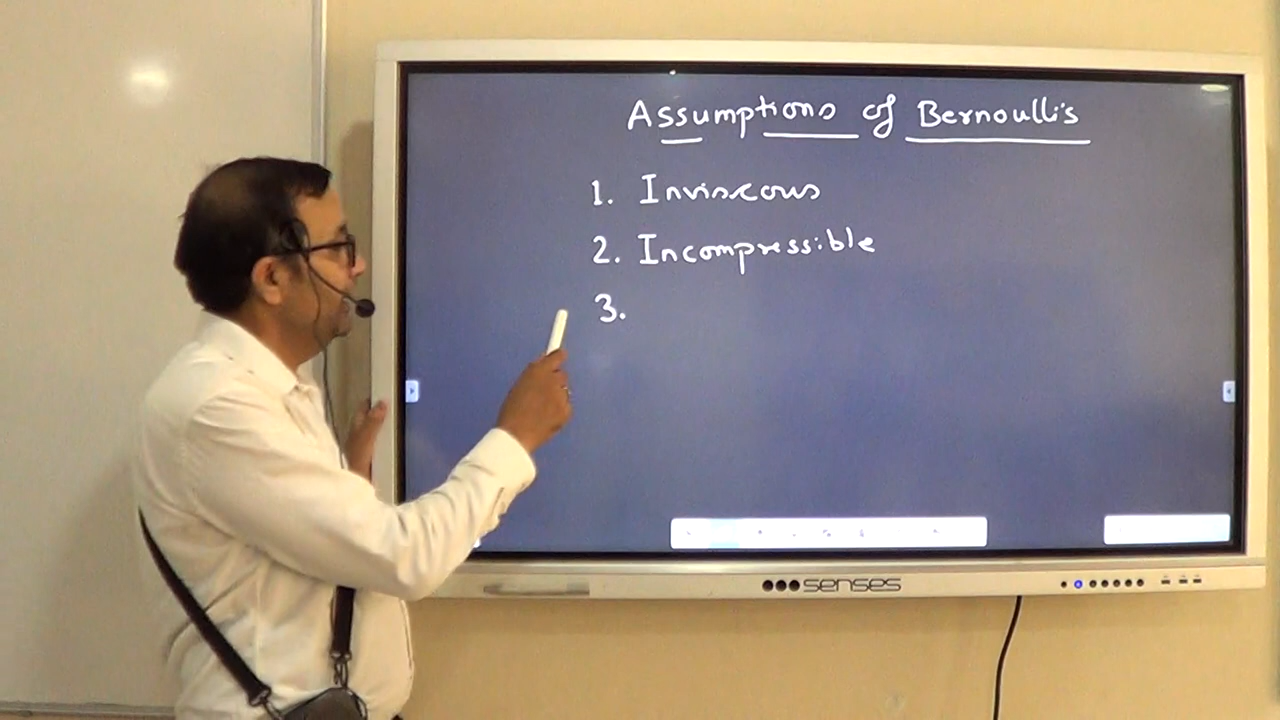 Assumptions of Bernoulli's
1. Inviscous
2. Incompressible
3.
senses